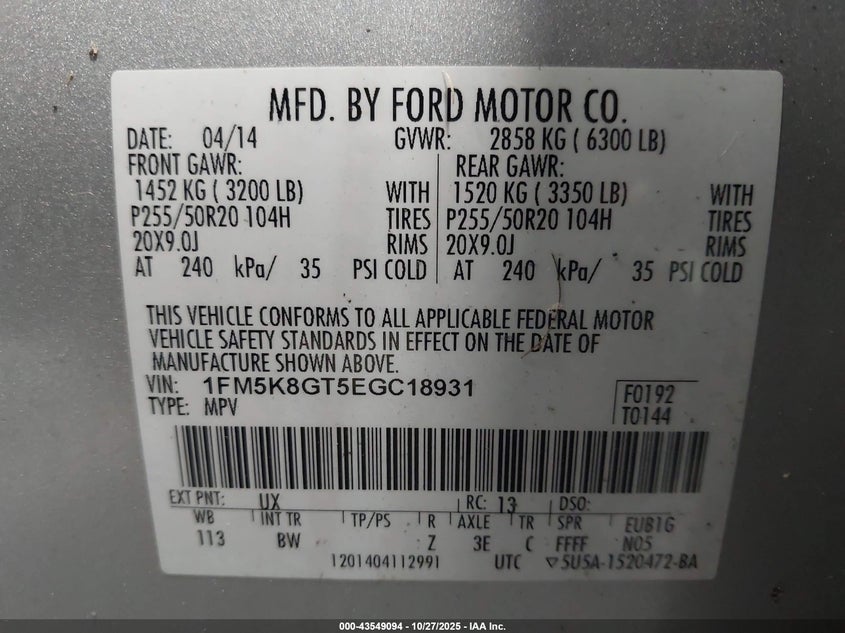 MFD. BY FORD MOTOR CO.
DATE: 04/14 GVWR: 2858 KG ( 6300 LB)
FRONT GAWR: REAR GAWR:
1452 KG ( 3200 LB) WITH 1520 KG ( 3350 LB) WITH
P255/50R20 104H TIRES P255/50R20 104H TIRES
20X9.0J RIMS 20X9.0J RIMS
AT 240 kPa/ 35 PSI COLD AT 240 kPa/ 35 PSI COLD
THIS VEHICLE CONFORMS TO ALL APPLICABLE FEDERAL MOTOR
VEHICLE SAFETY STANDARDS IN EFFECT ON THE DATE OF
MANUFACTURE SHOWN ABOVE.
VIN: 1FM5K8GT5EGC18931
TYPE: MPV
F0192
T0144
EXT PNT: UX RC: 13 DSO:
WB INT TR TP/PS R AXLE TR SPR EUB1G
113 BW Z 3E C FFFF N05
1201404112991 UTC ▽5U5A-1520472-BA
000-43549094 - 10/27/2025 - IAA Inc.